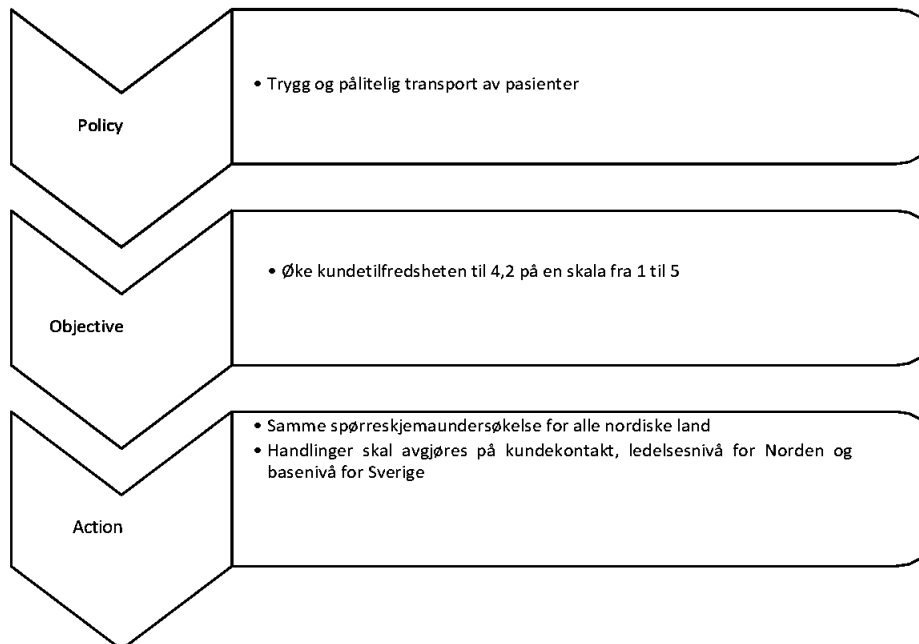 Policy
• Trygg og pålitelig transport av pasienter
Objective
• Øke kundetilfredsheten til 4,2 på en skala fra 1 til 5
Action
• Samme spørreskjemaundersøkelse for alle nordiske land
• Handlinger skal avgjøres på kundekontakt, ledelsesnivå for Norden og
basenivå for Sverige